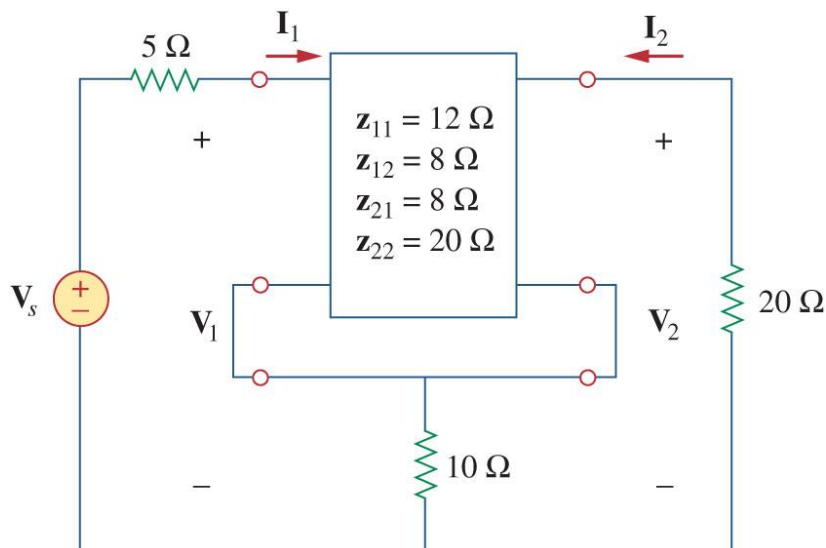 I1
I2
5 Ω
+
+
z11 = 12 Ω
z12 = 8 Ω
z21 = 8 Ω
z22 = 20 Ω
Vs
+
−
V1
V2
20 Ω
10 Ω
−
−